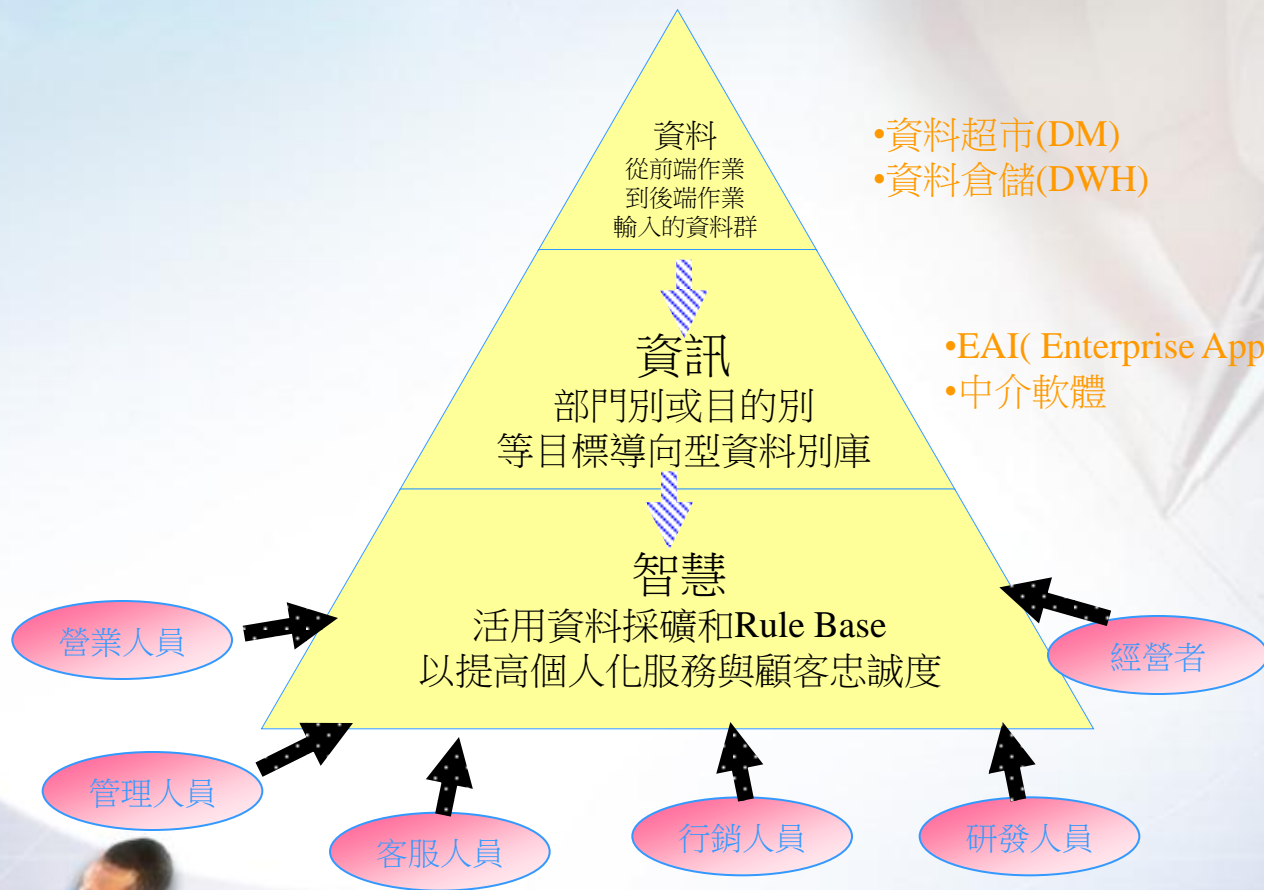 資料
從前端作業
到後端作業
輸入的資料群
•資料超市(DM)
•資料倉儲(DWH)
資訊
部門別或目的別
等目標導向型資料別庫
•EAI( Enterprise App
•中介軟體
智慧
活用資料採礦和Rule Base
以提高個人化服務與顧客忠誠度
營業人員
經營者
管理人員
客服人員
行銷人員
研發人員